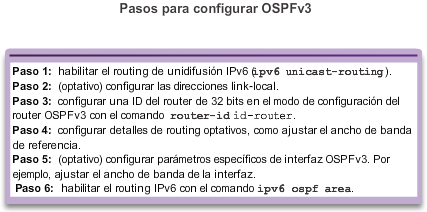 Pasos para configurar OSPFv3
Paso 1: habilitar el routing de unidifusión IPv6 (ipv6 unicast-routing).
Paso 2: (optativo) configurar las direcciones link-local.
Paso 3: configurar una ID del router de 32 bits en el modo de configuración del
router OSPFv3 con el comando router-id id-router.
Paso 4: configurar detalles de routing optativos, como ajustar el ancho de banda
de referencia.
Paso 5: (optativo) configurar parámetros específicos de interfaz OSPFv3. Por
ejemplo, ajustar el ancho de banda de la interfaz.
Paso 6: habilitar el routing IPv6 con el comando ipv6 ospf area.